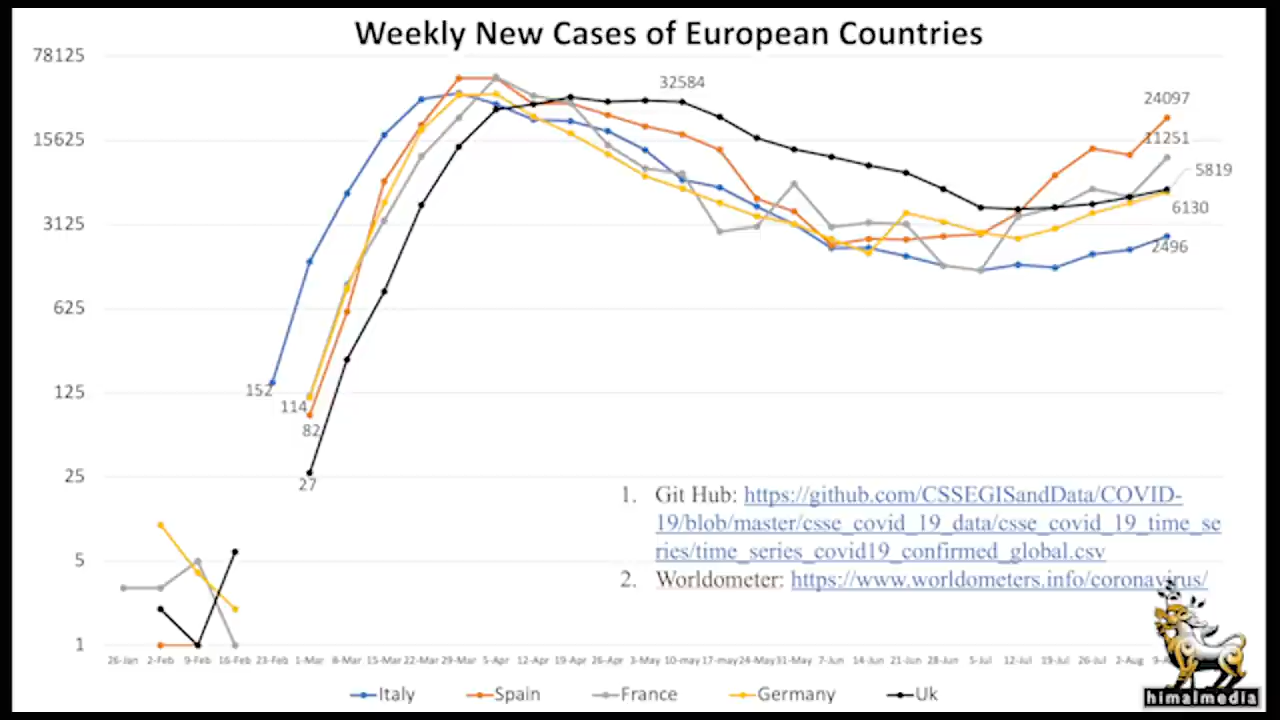 Weekly New Cases of European Countries
78125
15625
3125
625
125
25
5
1
32584
24097
11251
5819
6130
2496
152
114
82
27
1. Git Hub: https://github.com/CSSEGISandData/COVID-
19/blob/master/csse_covid_19_data/csse_covid_19_time_se
ries/time_series_covid19_confirmed_global.csv
2. Worldometer: https://www.worldometers.info/coronavirus/
26-Jan 2-Feb 9-Feb 16-Feb 23-Feb 1-Mar 8-Mar 15-Mar 22-Mar 29-Mar 5-Apr 12-Apr 19-Apr 26-Apr 3-May 10-may 17-may 24-May 31-May 7-Jun 14-Jun 21-Jun 28-Jun 5-Jul 12-Jul 19-Jul 26-Jul 2-Aug
Italy Spain France Germany Uk
himalmedia